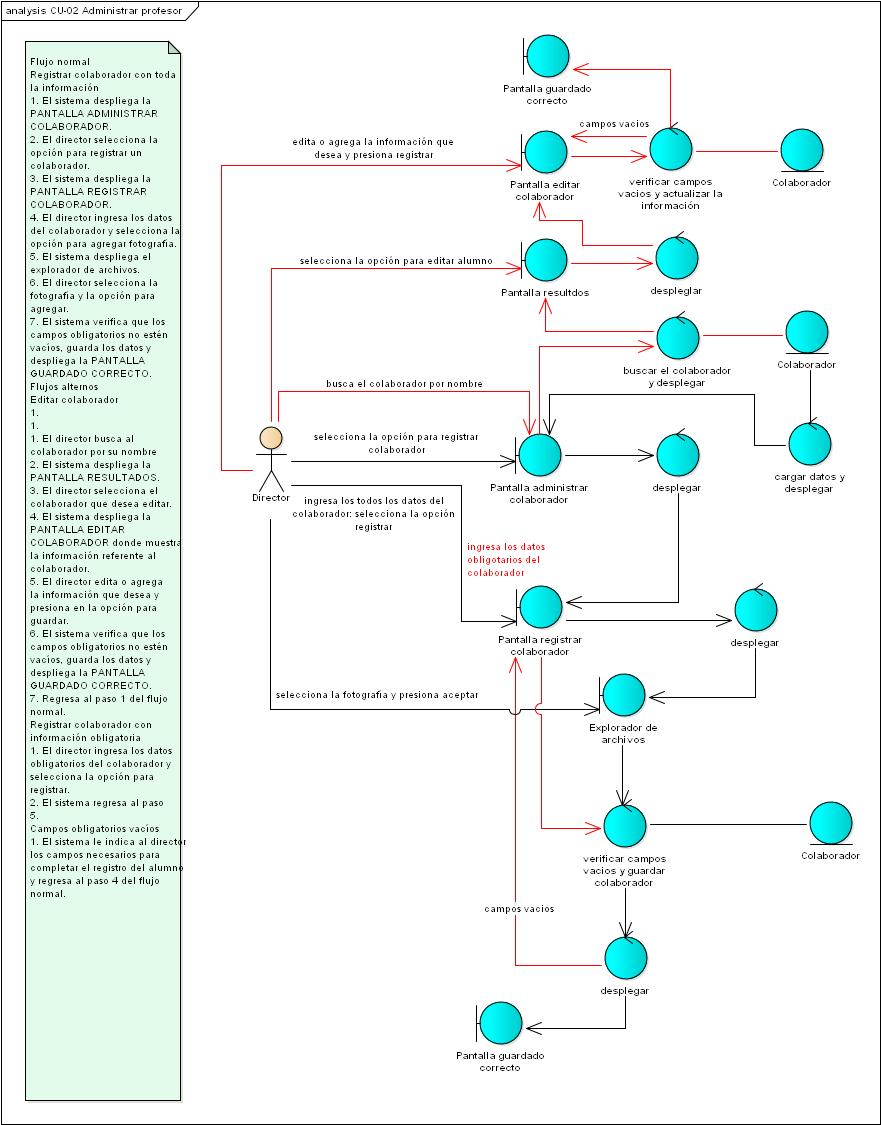 analysis CU-02 Administrar profesor
Flujo normal
Registrar colaborador con toda
la información
1. El sistema despliega la
PANTALLA ADMINISTRAR
COLABORADOR.
2. El director selecciona la
opción para registrar un
colaborador.
3. El sistema despliega la
PANTALLA REGISTRAR
COLABORADOR.
4. El director ingresa los datos
del colaborador y selecciona la
opción para agregar fotografía.
5. El sistema despliega el
explorador de archivos.
6. El director selecciona la
fotografía y la opción para
agregar.
7. El sistema verifica que los
campos obligatorios no estén
vacíos, guarda los datos y
despliega la PANTALLA
GUARDADO CORRECTO.
Flujos alternos
Editar colaborador
1.
1.
1. El director busca al
colaborador por su nombre
2. El sistema despliega la
PANTALLA RESULTADOS.
3. El director selecciona el
colaborador que desea editar.
4. El sistema despliega la
PANTALLA EDITAR
COLABORADOR donde muestra
la información referente al
colaborador.
5. El director edita o agrega
la información que desea y
presiona en la opción para
guardar.
6. El sistema verifica que los
campos obligatorios no estén
vacíos, guarda los datos y
despliega la PANTALLA
GUARDADO CORRECTO.
7. Regresa al paso 1 del flujo
normal.
Registrar colaborador con
información obligatoria
1. El director ingresa los datos
obligatorios del colaborador y
selecciona la opción para
registrar.
2. El sistema regresa al paso
5.
Campos obligatorios vacíos
1. El sistema le indica al director
los campos necesarios para
completar el registro del alumno
y regresa al paso 4 del flujo
normal.
Pantalla guardado
correcto
campos vacios
edita o agrega la información que
desea y presiona registrar
Pantalla editar
colaborador
verificar campos
vacios y actualizar la
información
Colaborador
selecciona la opción para editar alumno
Pantalla resultdos
despleglar
buscar el colaborador
y desplegar
Colaborador
busca el colaborador por nombre
selecciona la opción para registrar
colaborador
Director
Pantalla administrar
colaborador
desplegar
cargar datos y
desplegar
ingresa los todos los datos del
colaborador: selecciona la opción
registrar
ingresa los datos
obligotarios del
colaborador
Pantalla registrar
colaborador
desplegar
selecciona la fotografia y presiona aceptar
Explorador de
archivos
verificar campos
vacios y guardar
colaborador
Colaborador
campos vacios
desplegar
Pantalla guardado
correcto